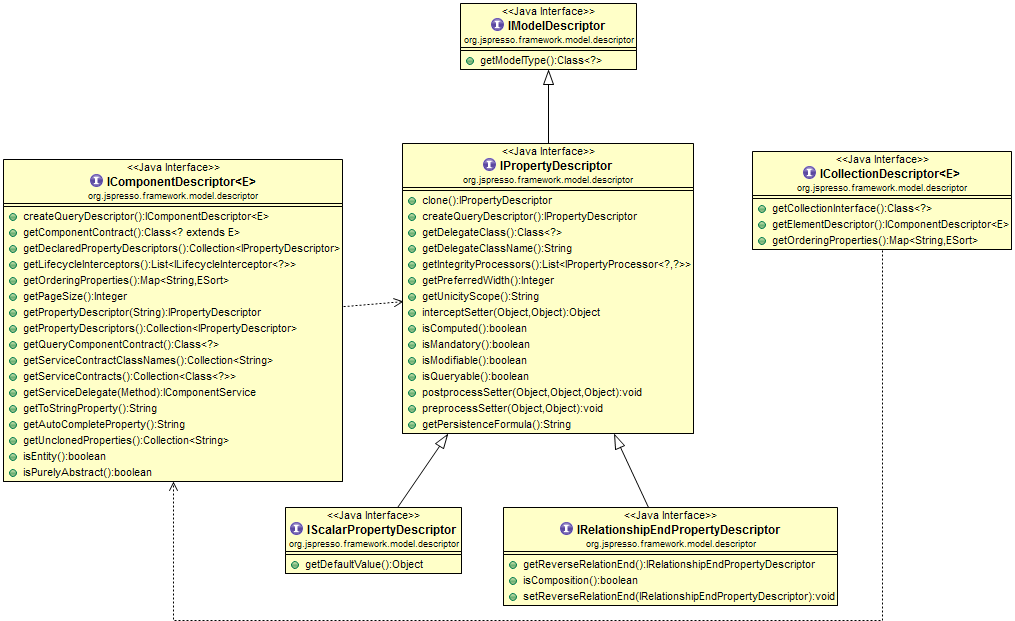 <<Java Interface>>
I IModelDescriptor
org.jspresso.framework.model.descriptor
getModelType():Class<?>
<<Java Interface>>
I IPropertyDescriptor
org.jspresso.framework.model.descriptor
clone():IPropertyDescriptor
createQueryDescriptor():IPropertyDescriptor
getDelegateClass():Class<?>
getDelegateClassName():String
getIntegrityProcessors():List<IPropertyProcessor<?,?>>
getPreferredWidth():Integer
getUnicityScope():String
interceptSetter(Object,Object):Object
isComputed():boolean
isMandatory():boolean
isModifiable():boolean
isQueryable():boolean
postprocessSetter(Object,Object,Object):void
preprocessSetter(Object,Object):void
getPersistenceFormula():String
<<Java Interface>>
I IComponentDescriptor<E>
org.jspresso.framework.model.descriptor
createQueryDescriptor():IComponentDescriptor<E>
getComponentContract():Class<? extends E>
getDeclaredPropertyDescriptors():Collection<IPropertyDescriptor>
getLifecycleInterceptors():List<ILifecycleInterceptor<?>>
getOrderingProperties():Map<String,ESort>
getPageSize():Integer
getPropertyDescriptor(String):IPropertyDescriptor
getPropertyDescriptors():Collection<IPropertyDescriptor>
getQueryComponentContract():Class<?>
getServiceContractClassNames():Collection<String>
getServiceContracts():Collection<Class<?>>
getServiceDelegate(Method):IComponentService
getToStringProperty():String
getAutoCompleteProperty():String
getUnclonedProperties():Collection<String>
isEntity():boolean
isPurelyAbstract():boolean
<<Java Interface>>
I ICollectionDescriptor<E>
org.jspresso.framework.model.descriptor
getCollectionInterface():Class<?>
getElementDescriptor():IComponentDescriptor<E>
getOrderingProperties():Map<String,ESort>
<<Java Interface>>
I IScalarPropertyDescriptor
org.jspresso.framework.model.descriptor
getDefaultValue():Object
<<Java Interface>>
I IRelationshipEndPropertyDescriptor
org.jspresso.framework.model.descriptor
getReverseRelationEnd():IRelationshipEndPropertyDescriptor
isComposition():boolean
setReverseRelationEnd(IRelationshipEndPropertyDescriptor):void